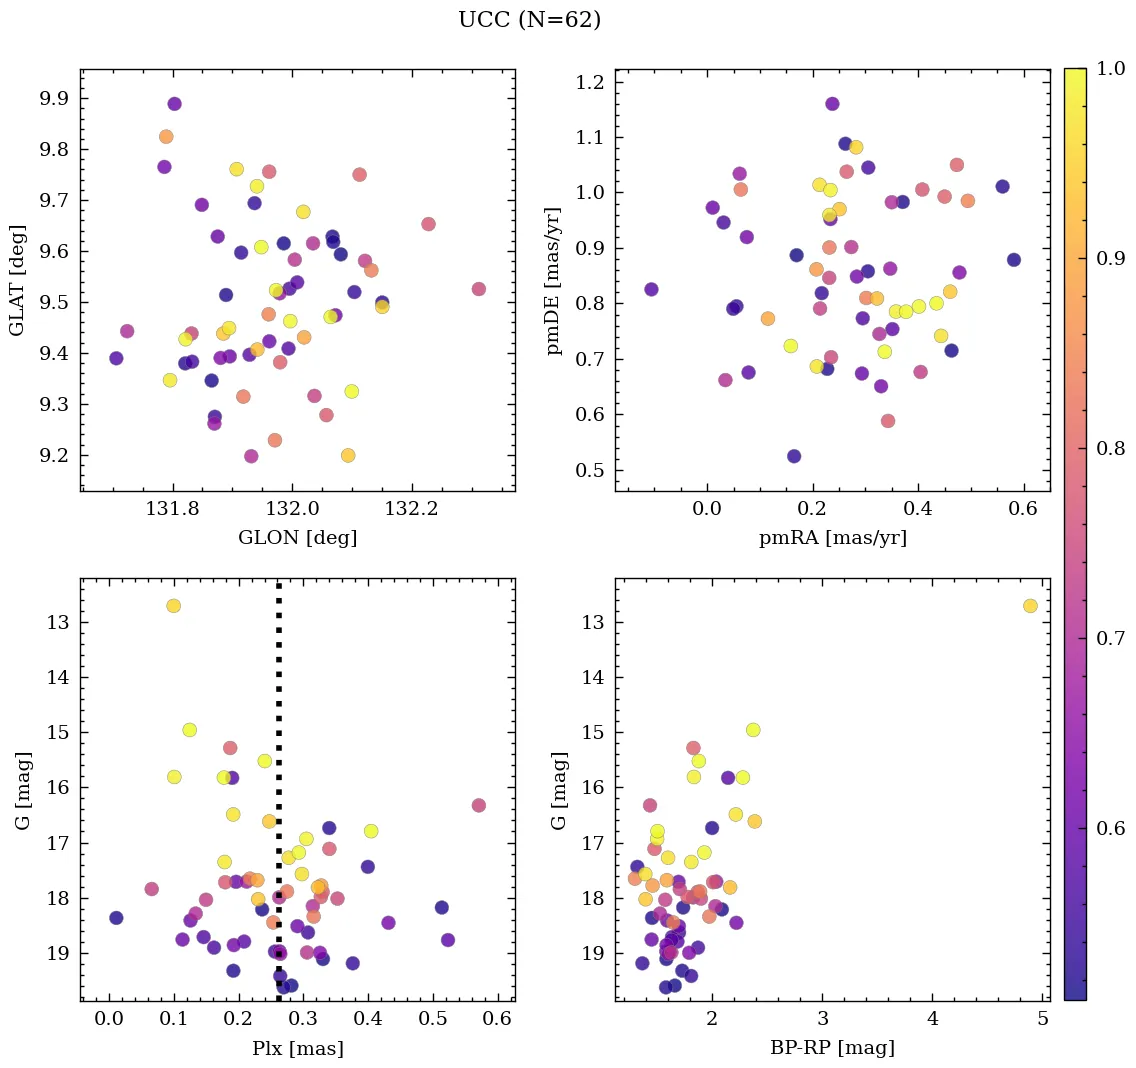 UCC (N=62)
9.9
9.8
9.7
9.6
9.5
9.4
9.3
9.2
GLAT [deg]
131.8 132.0 132.2
GLON [deg]
1.2
1.1
1.0
0.9
0.8
0.7
0.6
0.5
pmDE [mas/yr]
0.0 0.2 0.4 0.6
pmRA [mas/yr]
13
14
15
16
17
18
19
G [mag]
0.0 0.1 0.2 0.3 0.4 0.5 0.6
Plx [mas]
13
14
15
16
17
18
19
G [mag]
2 3 4 5
BP-RP [mag]
1.0
0.9
0.8
0.7
0.6